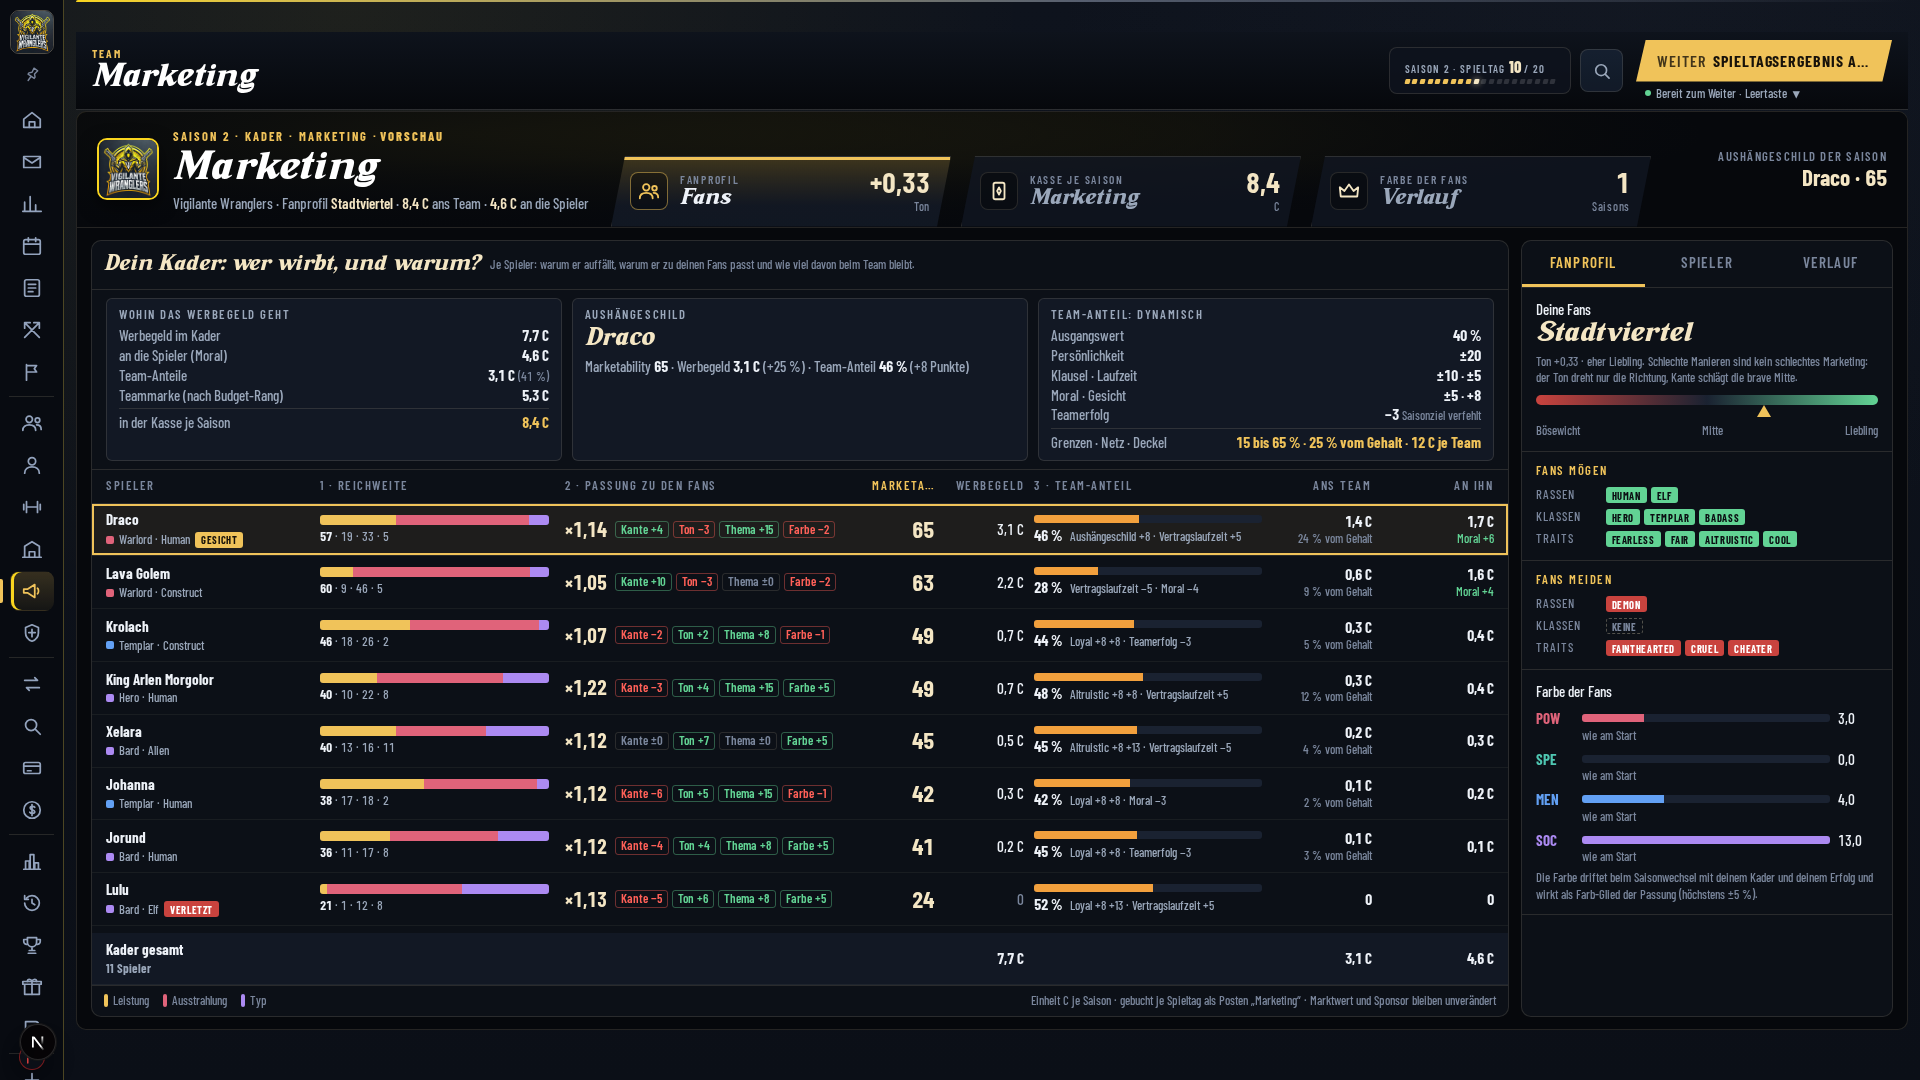 TEAM
Marketing
SAISON 2 · SPIELTAG 10 / 20
WEITER SPIELTAGSERGEBNIS A...
Bereit zum Weiter · Leertaste ▼
VIGILANTE WRANGLERS
SAISON 2 · KADER · MARKETING · VORSCHAU
Marketing
Vigilante Wranglers · Fanprofil Stadtviertel · 8,4 C ans Team · 4,6 C an die Spieler
FANPROFIL
Fans
+0,33
Ton
KASSE JE SAISON
Marketing
8,4
C
FARBE DER FANS
Verlauf
1
Saisons
AUSHÄNGESCHILD DER SAISON
Draco · 65
Dein Kader: wer wirbt, und warum? Je Spieler: warum er auffällt, warum er zu deinen Fans passt und wie viel davon beim Team bleibt.
WOHIN DAS WERBEGELD GEHT
Werbegeld im Kader 7,7 C
an die Spieler (Moral) 4,6 C
Team-Anteile 3,1 C (41 %)
Teammarke (nach Budget-Rang) 5,3 C
in der Kasse je Saison 8,4 C
AUSHÄNGESCHILD
Draco
Marketability 65 · Werbegeld 3,1 C (+25 %) · Team-Anteil 46 % (+8 Punkte)
TEAM-ANTEIL: DYNAMISCH
Ausgangswert 40 %
Persönlichkeit ±20
Klausel · Laufzeit ±10 · ±5
Moral · Gesicht ±5 · +8
Teamerfolg −3 Saisonziel verfehlt
Grenzen · Netz · Deckel 15 bis 65 % · 25 % vom Gehalt · 12 C je Team
SPIELER 1 · REICHWEITE 2 · PASSUNG ZU DEN FANS MARKETA... WERBEGELD 3 · TEAM-ANTEIL ANS TEAM AN IHN
Draco
Warlord · Human GESICHT
57 · 19 · 33 · 5
×1,14 Kante +4 Ton −3 Thema +15 Farbe −2
65
3,1 C
46 % Aushängeschild +8 · Vertragslaufzeit +5
1,4 C
24 % vom Gehalt
1,7 C
Moral +6
Lava Golem
Warlord · Construct
60 · 9 · 46 · 5
×1,05 Kante +10 Ton −3 Thema ±0 Farbe −2
63
2,2 C
28 % Vertragslaufzeit −5 · Moral −4
0,6 C
9 % vom Gehalt
1,6 C
Moral +4
Krolach
Templar · Construct
46 · 18 · 26 · 2
×1,07 Kante −2 Ton +2 Thema +8 Farbe −1
49
0,7 C
44 % Loyal +8 +8 · Teamerfolg −3
0,3 C
5 % vom Gehalt
0,4 C
King Arlen Morgolor
Hero · Human
40 · 10 · 22 · 8
×1,22 Kante −3 Ton +4 Thema +15 Farbe +5
49
0,7 C
48 % Altruistic +8 +8 · Vertragslaufzeit +5
0,3 C
12 % vom Gehalt
0,4 C
Xelara
Bard · Alien
40 · 13 · 16 · 11
×1,12 Kante ±0 Ton +7 Thema ±0 Farbe +5
45
0,5 C
45 % Altruistic +8 +13 · Vertragslaufzeit −5
0,2 C
4 % vom Gehalt
0,3 C
Johanna
Templar · Human
38 · 17 · 18 · 2
×1,12 Kante −6 Ton +5 Thema +15 Farbe −1
42
0,3 C
42 % Loyal +8 +8 · Moral −3
0,1 C
2 % vom Gehalt
0,2 C
Jorund
Bard · Human
36 · 11 · 17 · 8
×1,12 Kante −4 Ton +4 Thema +8 Farbe +5
41
0,2 C
45 % Loyal +8 +8 · Teamerfolg −3
0,1 C
3 % vom Gehalt
0,1 C
Lulu
Bard · Elf VERLETZT
21 · 1 · 12 · 8
×1,13 Kante −5 Ton +6 Thema +8 Farbe +5
24
0
52 % Loyal +8 +13 · Vertragslaufzeit +5
0
0
Kader gesamt
11 Spieler
7,7 C
3,1 C
4,6 C
Leistung Ausstrahlung Typ
Einheit C je Saison · gebucht je Spieltag als Posten „Marketing“ · Marktwert und Sponsor bleiben unverändert
FANPROFIL SPIELER VERLAUF
Deine Fans
Stadtviertel
Ton +0,33 · eher Liebling. Schlechte Manieren sind kein schlechtes Marketing:
der Ton dreht nur die Richtung, Kante schlägt die brave Mitte.
Bösewicht Mitte Liebling
FANS MÖGEN
RASSEN HUMAN ELF
KLASSEN HERO TEMPLAR BADASS
TRAITS FEARLESS FAIR ALTRUISTIC COOL
FANS MEIDEN
RASSEN DEMON
KLASSEN KEINE
TRAITS FAINTHEARTED CRUEL CHEATER
Farbe der Fans
POW 3,0
wie am Start
SPE 0,0
wie am Start
MEN 4,0
wie am Start
SOC 13,0
wie am Start
Die Farbe driftet beim Saisonwechsel mit deinem Kader und deinem Erfolg und
wirkt als Farb-Glied der Passung (höchstens ±5 %).
N